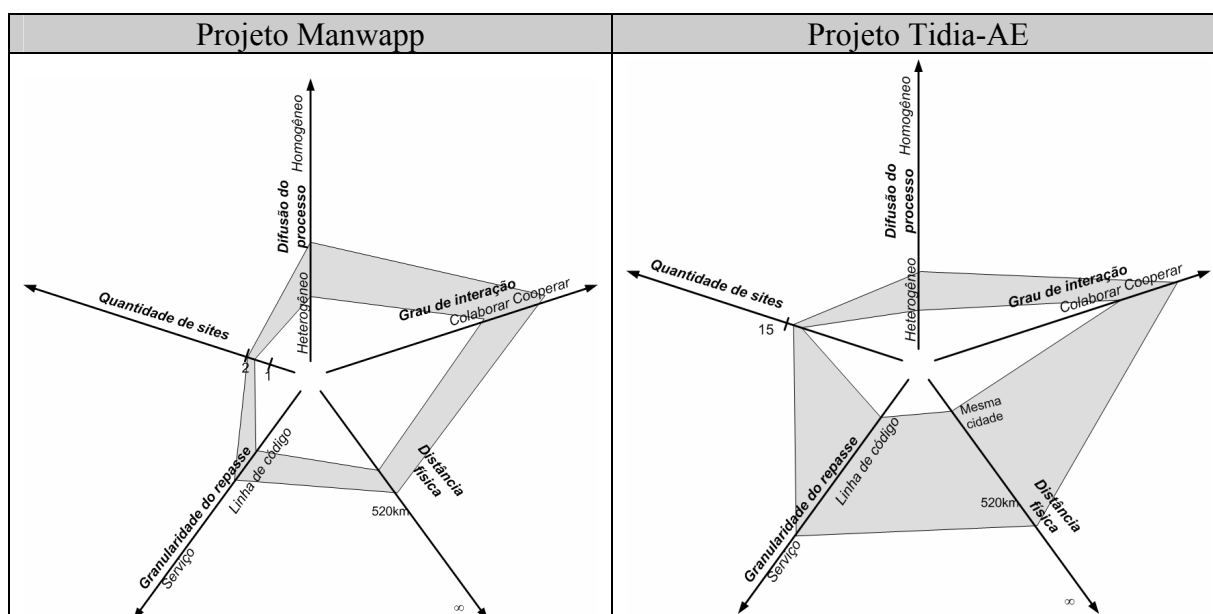 Projeto Manwapp
Projeto Tidia-AE
Difusão do
processo
Homogêneo
Heterogêneo
Grau de interação
Colaborar Cooperar
Quantidade de sites
2
1
Granularidade do repasse
Linha de código
Serviço
Distância
física
520km
∞
Difusão do
processo
Homogêneo
Heterogêneo
Grau de interação
Colaborar Cooperar
Quantidade de sites
15
Mesma
cidade
Granularidade do repasse
Linha de código
Serviço
Distância
física
520km
∞